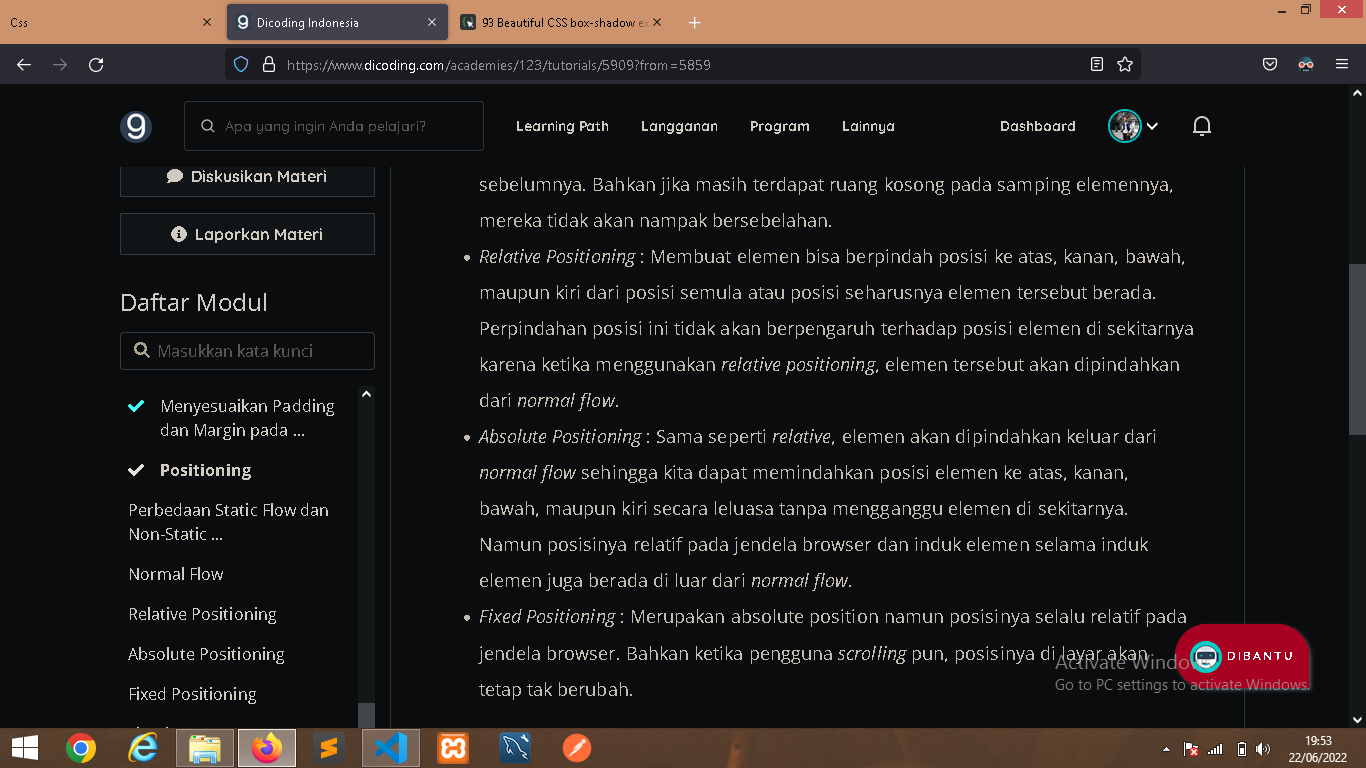 Css
Dicoding Indonesia
93 Beautiful CSS box-shadow ex
https://www.dicoding.com/academies/123/tutorials/5909?from=5859
Apa yang ingin Anda pelajari?
Learning Path
Langganan
Program
Lainnya
Dashboard
Diskusikan Materi
Laporkan Materi
Daftar Modul
Masukkan kata kunci
Menyesuaikan Padding
dan Margin pada ...
Positioning
Perbedaan Static Flow dan
Non-Static ...
Normal Flow
Relative Positioning
Absolute Positioning
Fixed Positioning
sebelumnya. Bahkan jika masih terdapat ruang kosong pada samping elemennya,
mereka tidak akan nampak bersebelahan.
• Relative Positioning : Membuat elemen bisa berpindah posisi ke atas, kanan, bawah,
maupun kiri dari posisi semula atau posisi seharusnya elemen tersebut berada.
Perpindahan posisi ini tidak akan berpengaruh terhadap posisi elemen di sekitarnya
karena ketika menggunakan relative positioning, elemen tersebut akan dipindahkan
dari normal flow.
• Absolute Positioning : Sama seperti relative, elemen akan dipindahkan keluar dari
normal flow sehingga kita dapat memindahkan posisi elemen ke atas, kanan,
bawah, maupun kiri secara leluasa tanpa mengganggu elemen di sekitarnya.
Namun posisinya relatif pada jendela browser dan induk elemen selama induk
elemen juga berada di luar dari normal flow.
• Fixed Positioning : Merupakan absolute position namun posisinya selalu relatif pada
jendela browser. Bahkan ketika pengguna scrolling pun, posisinya di layar akan
tetap tak berubah.
DIBANTU
Activate Windo
Go to PC settings to activate Windows.
19:53
22/06/2022